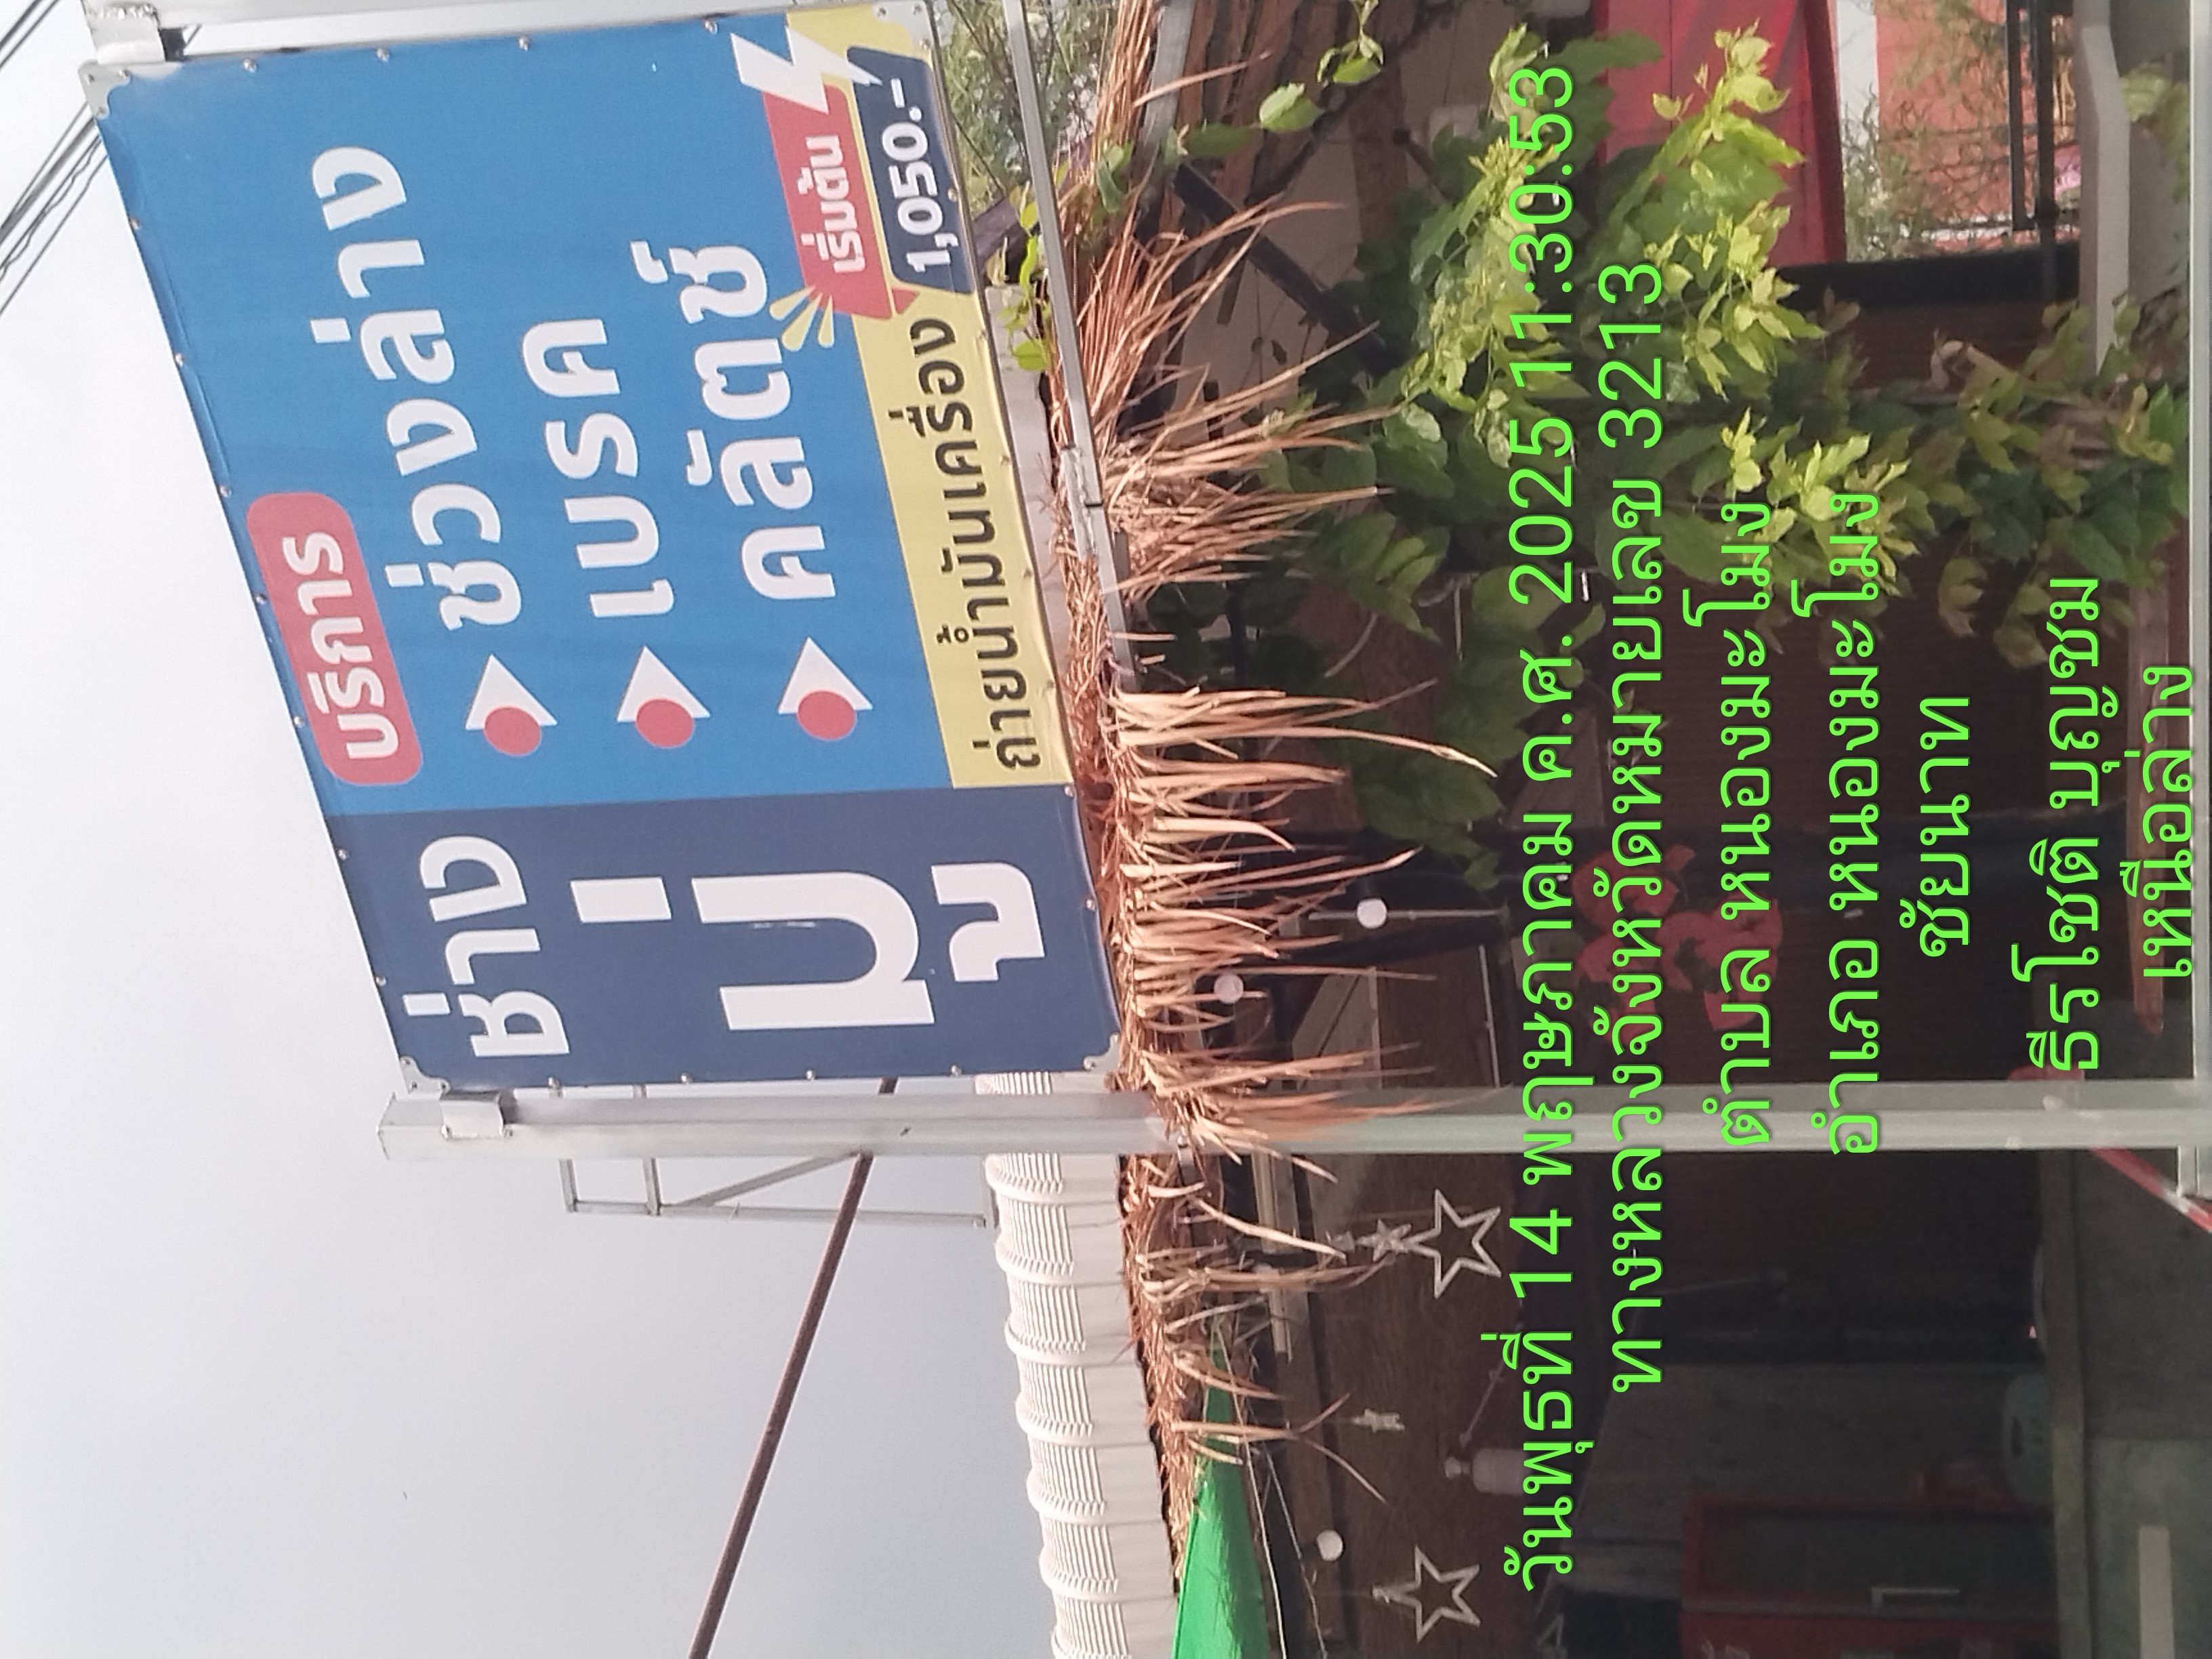 ช่าง
มู่
บริการ
ช่วงล่าง
เบรค
คลัตช์
เริ่มต้น
ถ่ายน้ำมันเครื่อง 1,050.-
วันพุธที่ 14 พฤษภาคม ค.ศ. 2025 11:30:53
ทางหลวงจังหวัดหมายเลข 3213
ตำบล หนองมะโมง
อำเภอ หนองมะโมง
ชัยนาท
ธีรโชติ บุญชม
เหนือล่าง